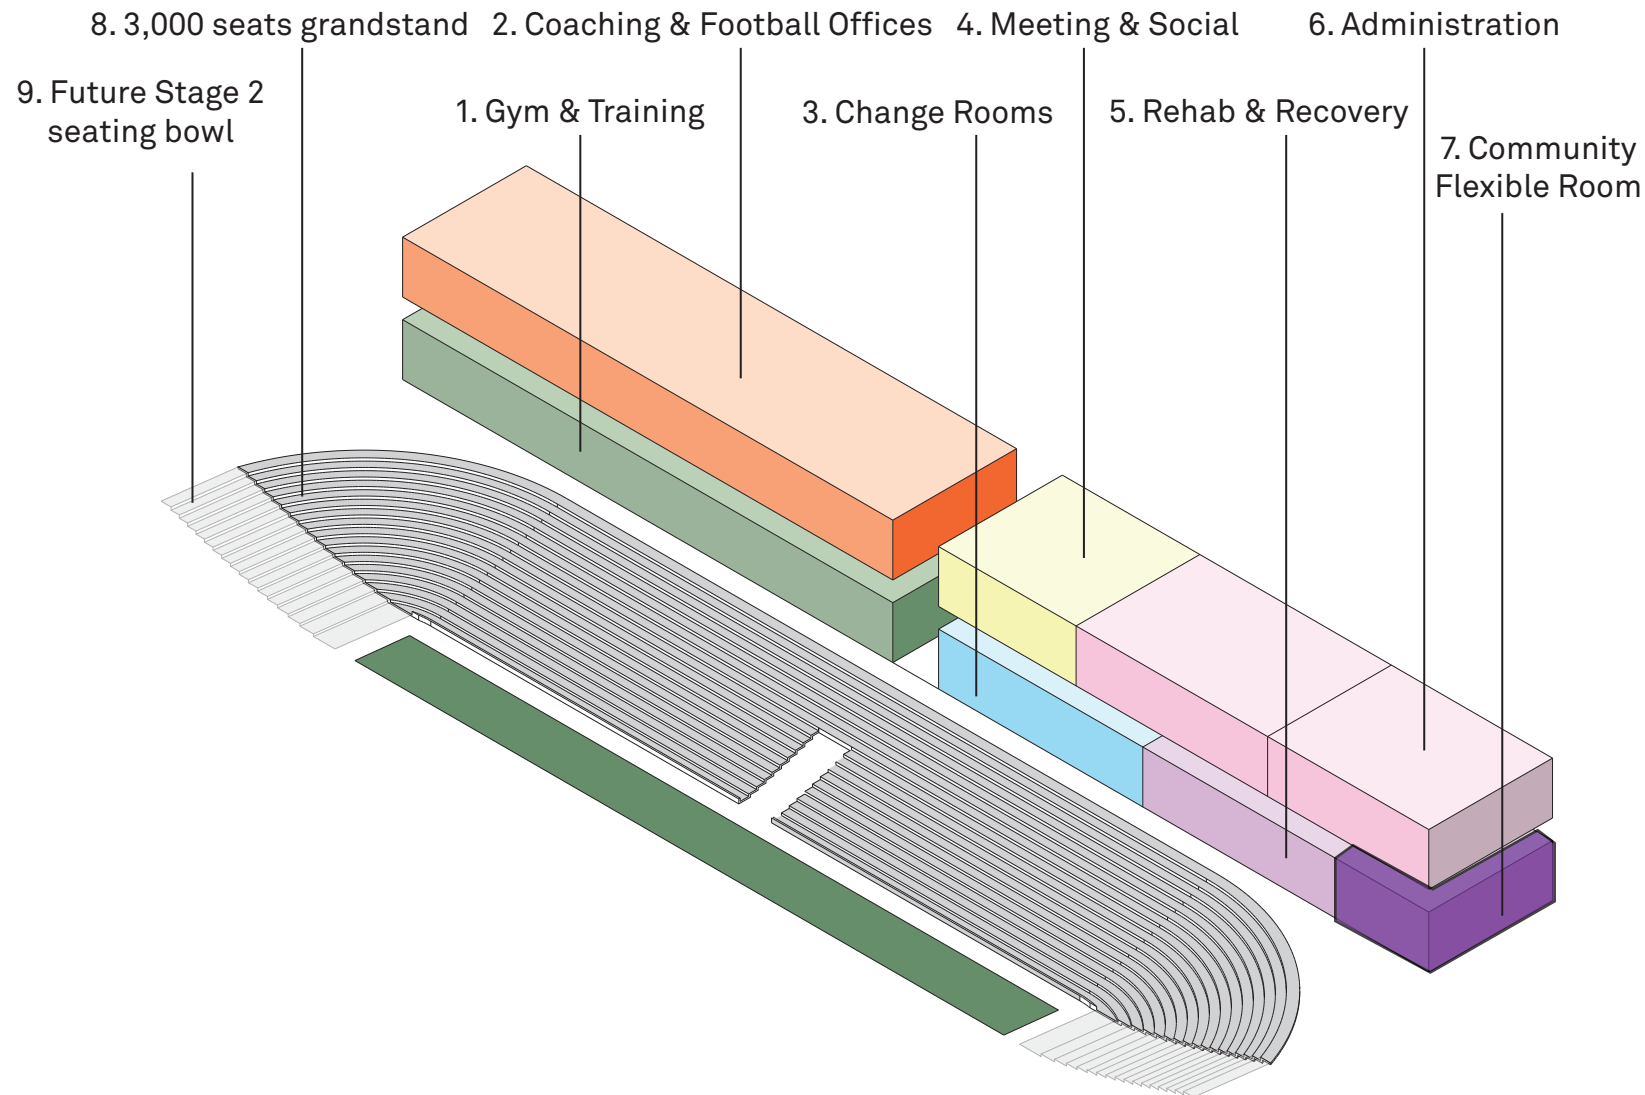 8. 3,000 seats grandstand
2. Coaching & Football Offices
4. Meeting & Social
6. Administration
9. Future Stage 2
seating bowl
1. Gym & Training
3. Change Rooms
5. Rehab & Recovery
7. Community
Flexible Room